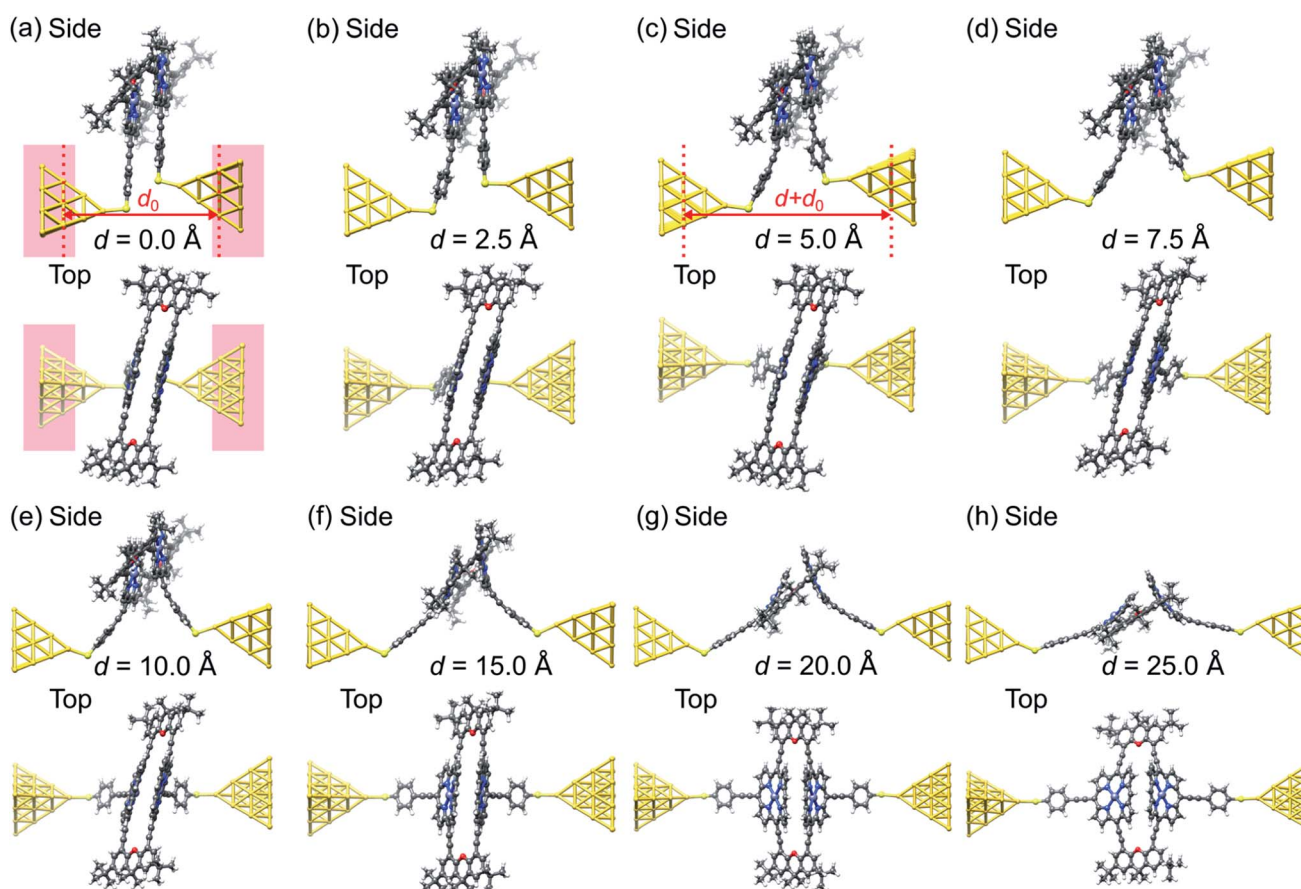 (a) Side
(b) Side
(c) Side
(d) Side
d₀
d+d₀
d = 0.0 Å
d = 2.5 Å
d = 5.0 Å
d = 7.5 Å
Top
Top
Top
Top
(e) Side
(f) Side
(g) Side
(h) Side
d = 10.0 Å
d = 15.0 Å
d = 20.0 Å
d = 25.0 Å
Top
Top
Top
Top